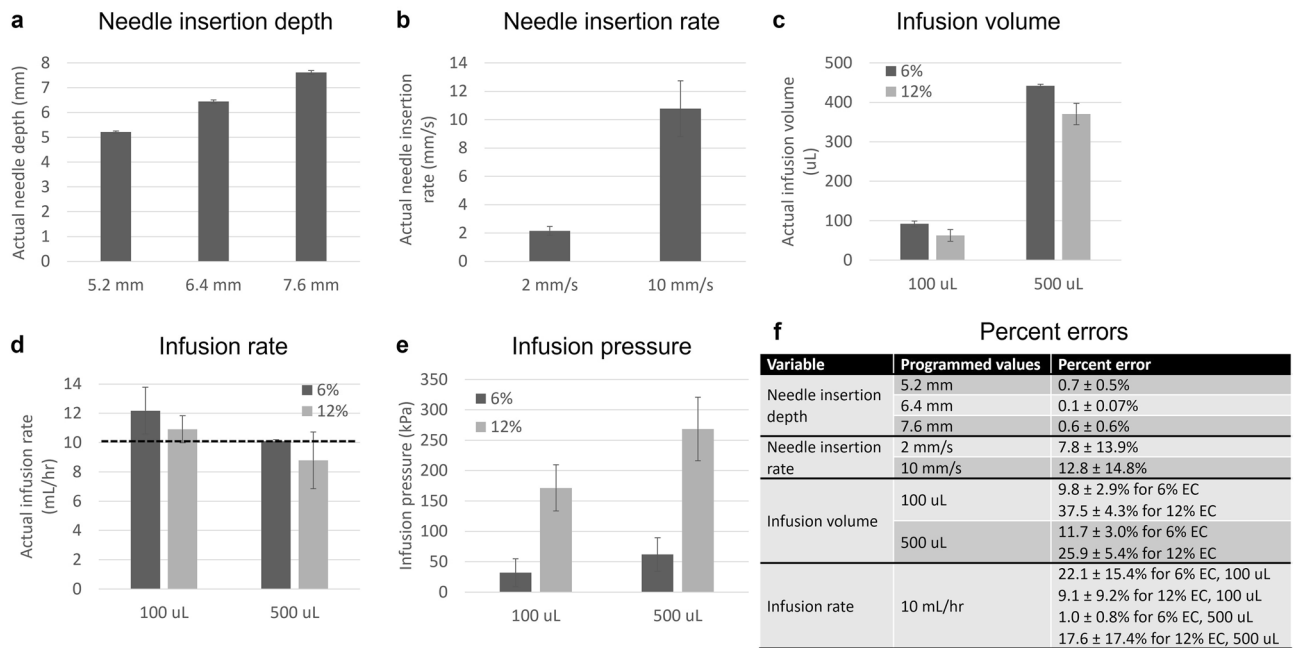 a Needle insertion depth
Actual needle depth (mm)
8
7
6
5
4
3
2
1
0
5.2 mm 6.4 mm 7.6 mm
b Needle insertion rate
Actual needle insertion
rate (mm/s)
14
12
10
8
6
4
2
0
2 mm/s 10 mm/s
c Infusion volume
Actual infusion volume
(uL)
500
400
300
200
100
0
6%
12%
100 uL 500 uL
d Infusion rate
Actual infusion rate
(mL/hr)
14
12
10
8
6
4
2
0
6%
12%
100 uL 500 uL
e Infusion pressure
Infusion pressure (kPa)
350
300
250
200
150
100
50
0
6%
12%
100 uL 500 uL
f Percent errors
Variable Programmed values Percent error
Needle insertion
depth
5.2 mm 0.7 ± 0.5%
6.4 mm 0.1 ± 0.07%
7.6 mm 0.6 ± 0.6%
Needle insertion
rate
2 mm/s 7.8 ± 13.9%
10 mm/s 12.8 ± 14.8%
Infusion volume
100 uL
9.8 ± 2.9% for 6% EC
37.5 ± 4.3% for 12% EC
500 uL
11.7 ± 3.0% for 6% EC
25.9 ± 5.4% for 12% EC
Infusion rate
10 mL/hr
22.1 ± 15.4% for 6% EC, 100 uL
9.1 ± 9.2% for 12% EC, 100 uL
1.0 ± 0.8% for 6% EC, 500 uL
17.6 ± 17.4% for 12% EC, 500 uL